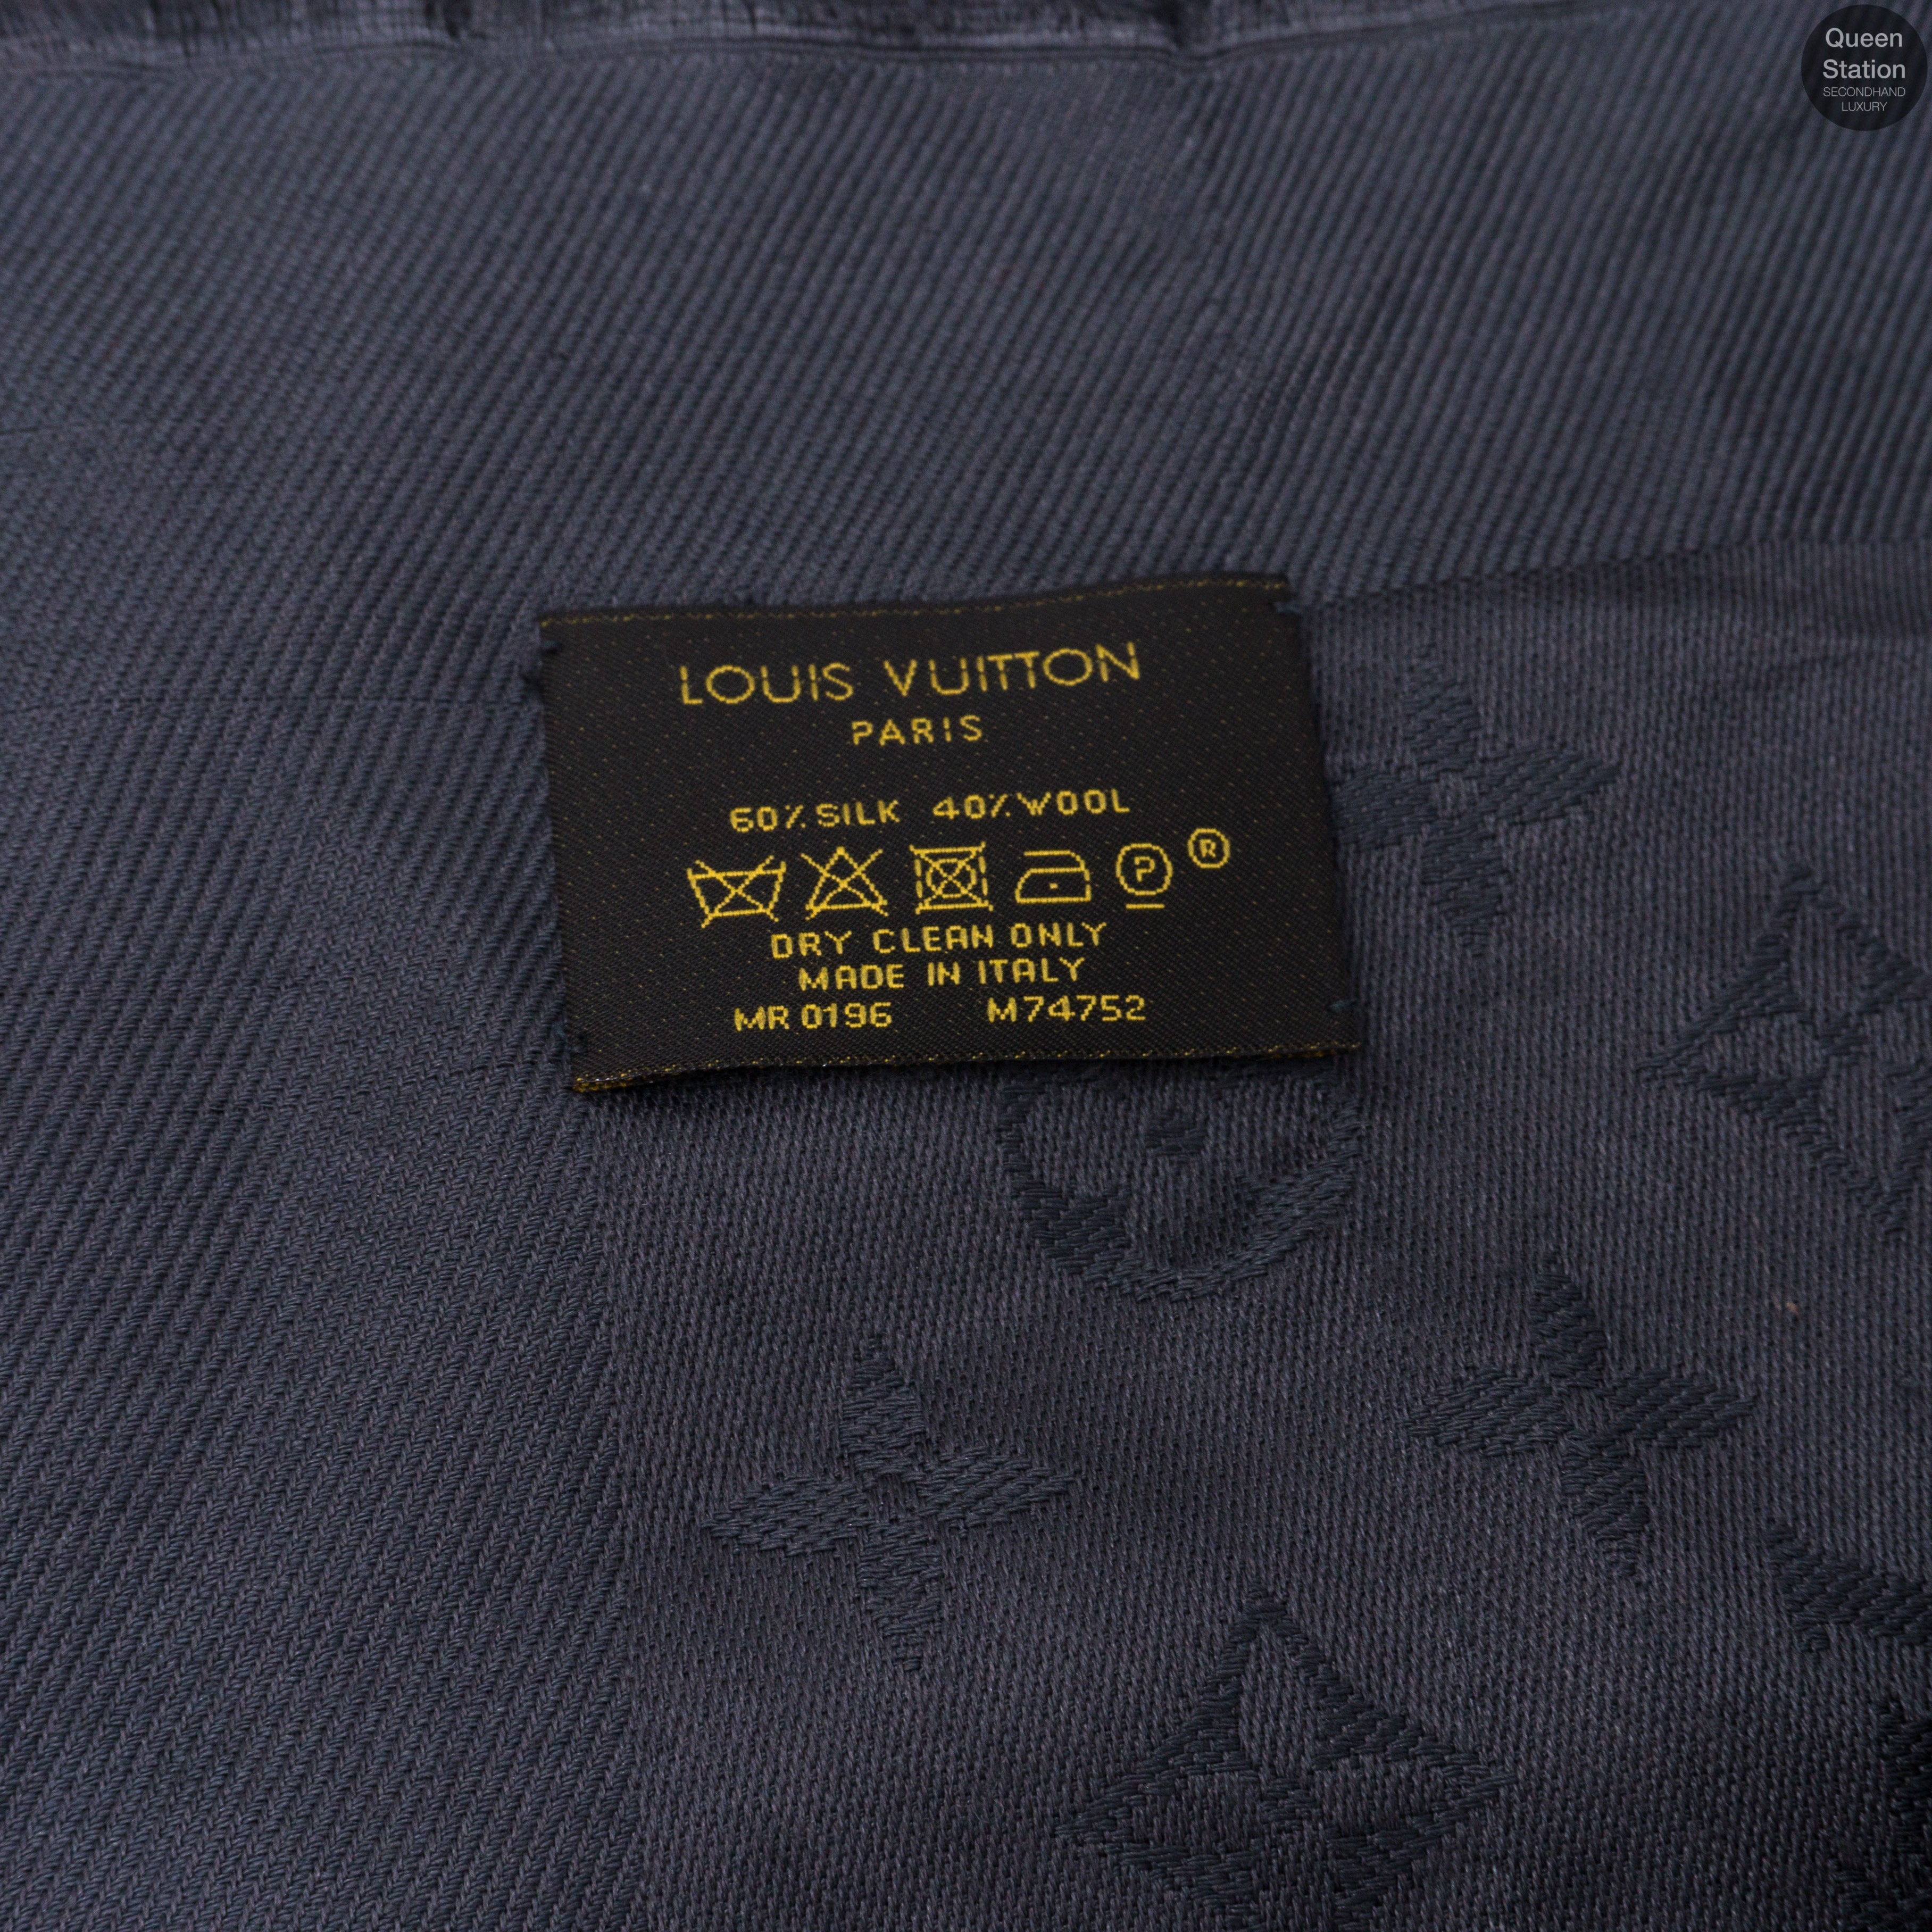 Queen
Station
SECONDHAND
LUXURY
LOUIS VUITTON
PARIS
60% SILK 40% WOOL
P ®
DRY CLEAN ONLY
MADE IN ITALY
MR 0196 M74752